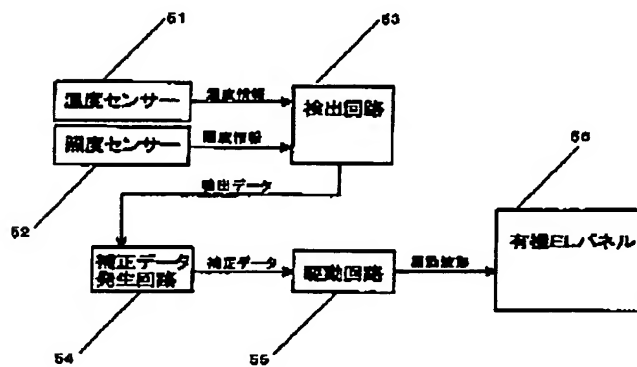 51
53
温度センサー
温度情報
検出回路
照度センサー
照度情報
56
検出データ
52
有機ELパネル
補正データ
発生回路
補正データ
駆動回路
駆動波形
54
55